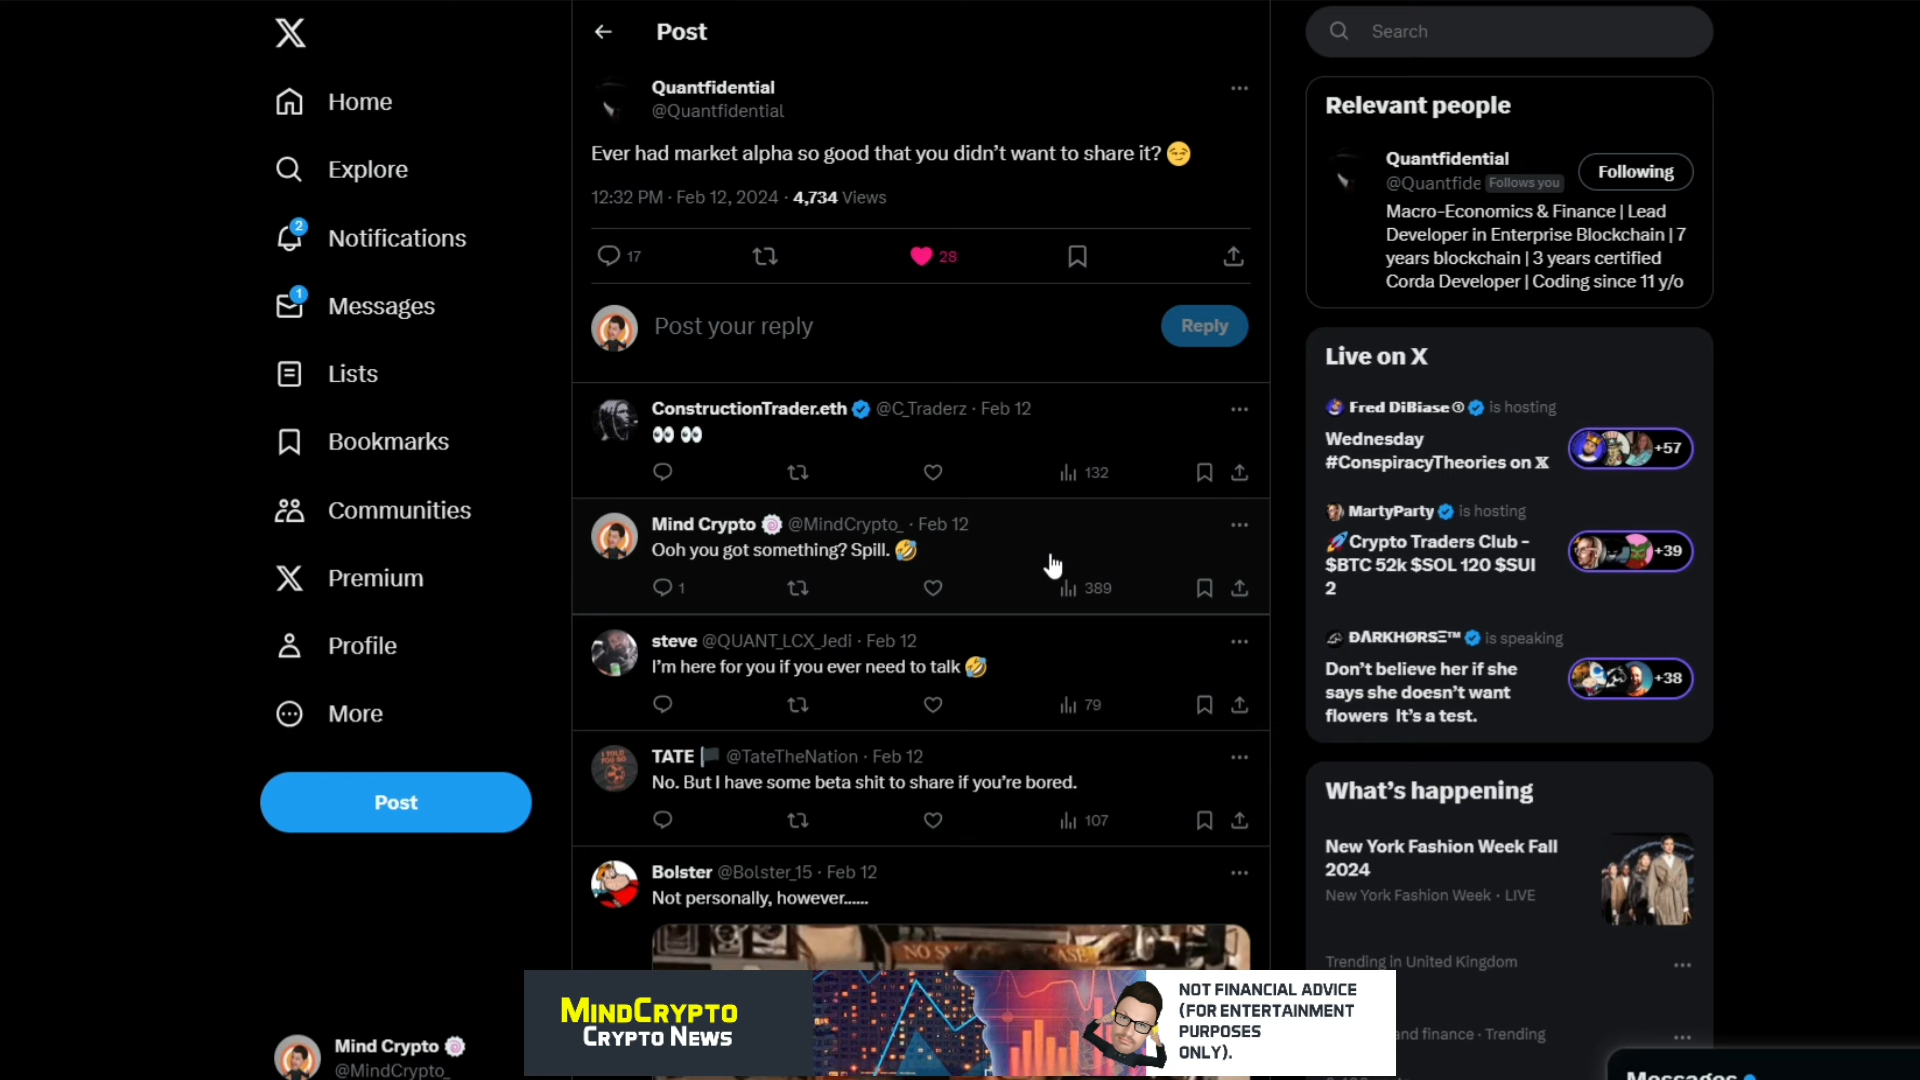 Home
Explore
2
Notifications
1
Messages
Lists
Bookmarks
Communities
Premium
Profile
More
Post
Mind Crypto
@MindCrypto_
Post
Quantfidential
@Quantfidential
Ever had market alpha so good that you didn't want to share it? 😏
12:32 PM · Feb 12, 2024 · 4,734 Views
17
28
Post your reply
Reply
ConstructionTrader.eth @C_Traderz · Feb 12
👀 👀
132
Mind Crypto @MindCrypto_ · Feb 12
Ooh you got something? Spill. 🤣
1
389
steve @QUANT_LCX_Jedi · Feb 12
I'm here for you if you ever need to talk 🤣
79
TATE 🏴 @TateTheNation · Feb 12
No. But I have some beta shit to share if you're bored.
107
Bolster @Bolster_15 · Feb 12
Not personally, however......
MINDCRYPTO
CRYPTO NEWS
NOT FINANCIAL ADVICE
(FOR ENTERTAINMENT
PURPOSES
ONLY).
Search
Relevant people
Quantfidential
@Quantfide Follows you
Following
Macro-Economics & Finance | Lead
Developer in Enterprise Blockchain | 7
years blockchain | 3 years certified
Corda Developer | Coding since 11 y/o
Live on X
Fred DiBiase is hosting
Wednesday
#ConspiracyTheories on 𝕏
+57
MartyParty is hosting
🚀Crypto Traders Club -
$BTC 52k $SOL 120 $SUI
2
+39
ÐɅRKHØRSΞ™ is speaking
Don't believe her if she
says she doesn't want
flowers It's a test.
+38
What's happening
New York Fashion Week Fall
2024
New York Fashion Week · LIVE
Trending in United Kingdom
and finance · Trending
Messages